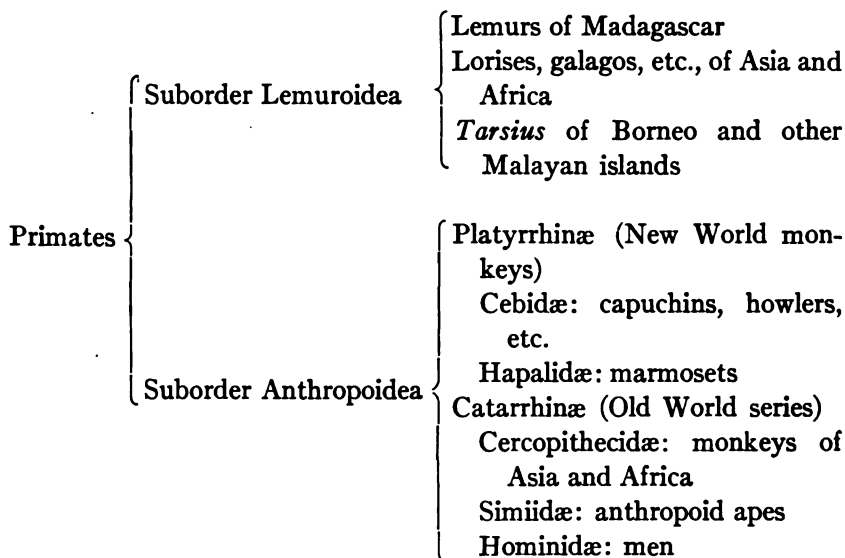 Primates
Suborder Lemuroidea
Lemurs of Madagascar
Lorises, galagos, etc., of Asia and
Africa
Tarsius of Borneo and other
Malayan islands
Suborder Anthropoidea
Platyrrhinæ (New World mon-
keys)
Cebidæ: capuchins, howlers,
etc.
Hapalidæ: marmosets
Catarrhinæ (Old World series)
Cercopithecidæ: monkeys of
Asia and Africa
Simiidæ: anthropoid apes
Hominidæ: men